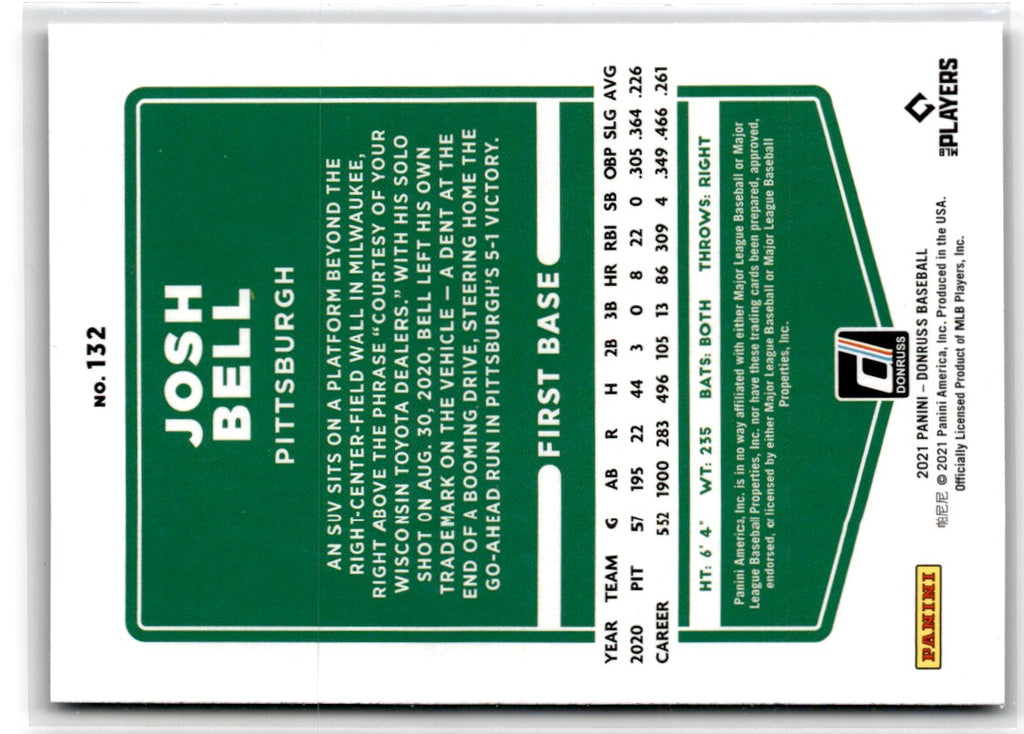 NO. 132
JOSH
BELL
PITTSBURGH
AN SUV SITS ON A PLATFORM BEYOND THE
RIGHT-CENTER-FIELD WALL IN MILWAUKEE,
RIGHT ABOVE THE PHRASE “COURTESY OF YOUR
WISCONSIN TOYOTA DEALERS.” WITH HIS SOLO
SHOT ON AUG. 30, 2020, BELL LEFT HIS OWN
TRADEMARK ON THE VEHICLE — A DENT AT THE
END OF A BOOMING DRIVE, STEERING HOME THE
GO-AHEAD RUN IN PITTSBURGH'S 5-1 VICTORY.
FIRST BASE
YEAR TEAM G AB R H 2B 3B HR RBI SB OBP SLG AVG
2020 PIT 57 195 22 44 3 0 8 22 0 .305 .364 .226
CAREER 552 1900 283 496 105 13 86 309 4 .349 .466 .261
HT: 6' 4" WT: 235 BATS: BOTH THROWS: RIGHT
Panini America, Inc. is in no way affiliated with either Major League Baseball or Major
League Baseball Properties, Inc. nor have these trading cards been prepared, approved,
endorsed, or licensed by either Major League Baseball or Major League Baseball
Properties, Inc.
DONRUSS
2021 PANINI – DONRUSS BASEBALL
帕尼尼 © 2021 Panini America, Inc. Produced in the USA.
Officially Licensed Product of MLB Players, Inc.
PANINI
MLB PLAYERS